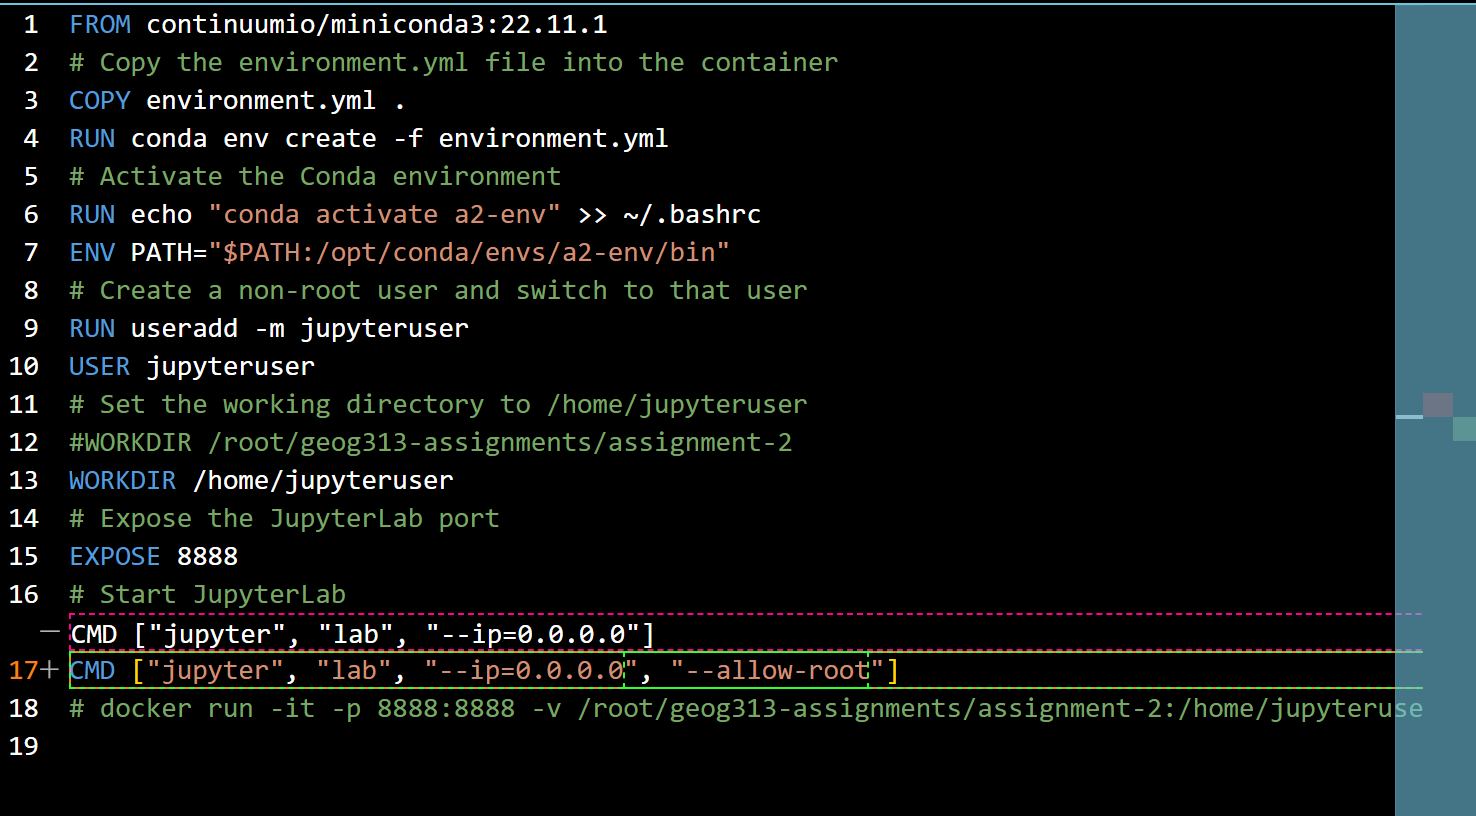 1 FROM continuumio/miniconda3:22.11.1
2 # Copy the environment.yml file into the container
3 COPY environment.yml .
4 RUN conda env create -f environment.yml
5 # Activate the Conda environment
6 RUN echo "conda activate a2-env" >> ~/.bashrc
7 ENV PATH="$PATH:/opt/conda/envs/a2-env/bin"
8 # Create a non-root user and switch to that user
9 RUN useradd -m jupyteruser
10 USER jupyteruser
11 # Set the working directory to /home/jupyteruser
12 #WORKDIR /root/geog313-assignments/assignment-2
13 WORKDIR /home/jupyteruser
14 # Expose the JupyterLab port
15 EXPOSE 8888
16 # Start JupyterLab
— CMD ["jupyter", "lab", "--ip=0.0.0.0"]
17+ CMD ["jupyter", "lab", "--ip=0.0.0.0", "--allow-root"]
18 # docker run -it -p 8888:8888 -v /root/geog313-assignments/assignment-2:/home/jupyteruse
19